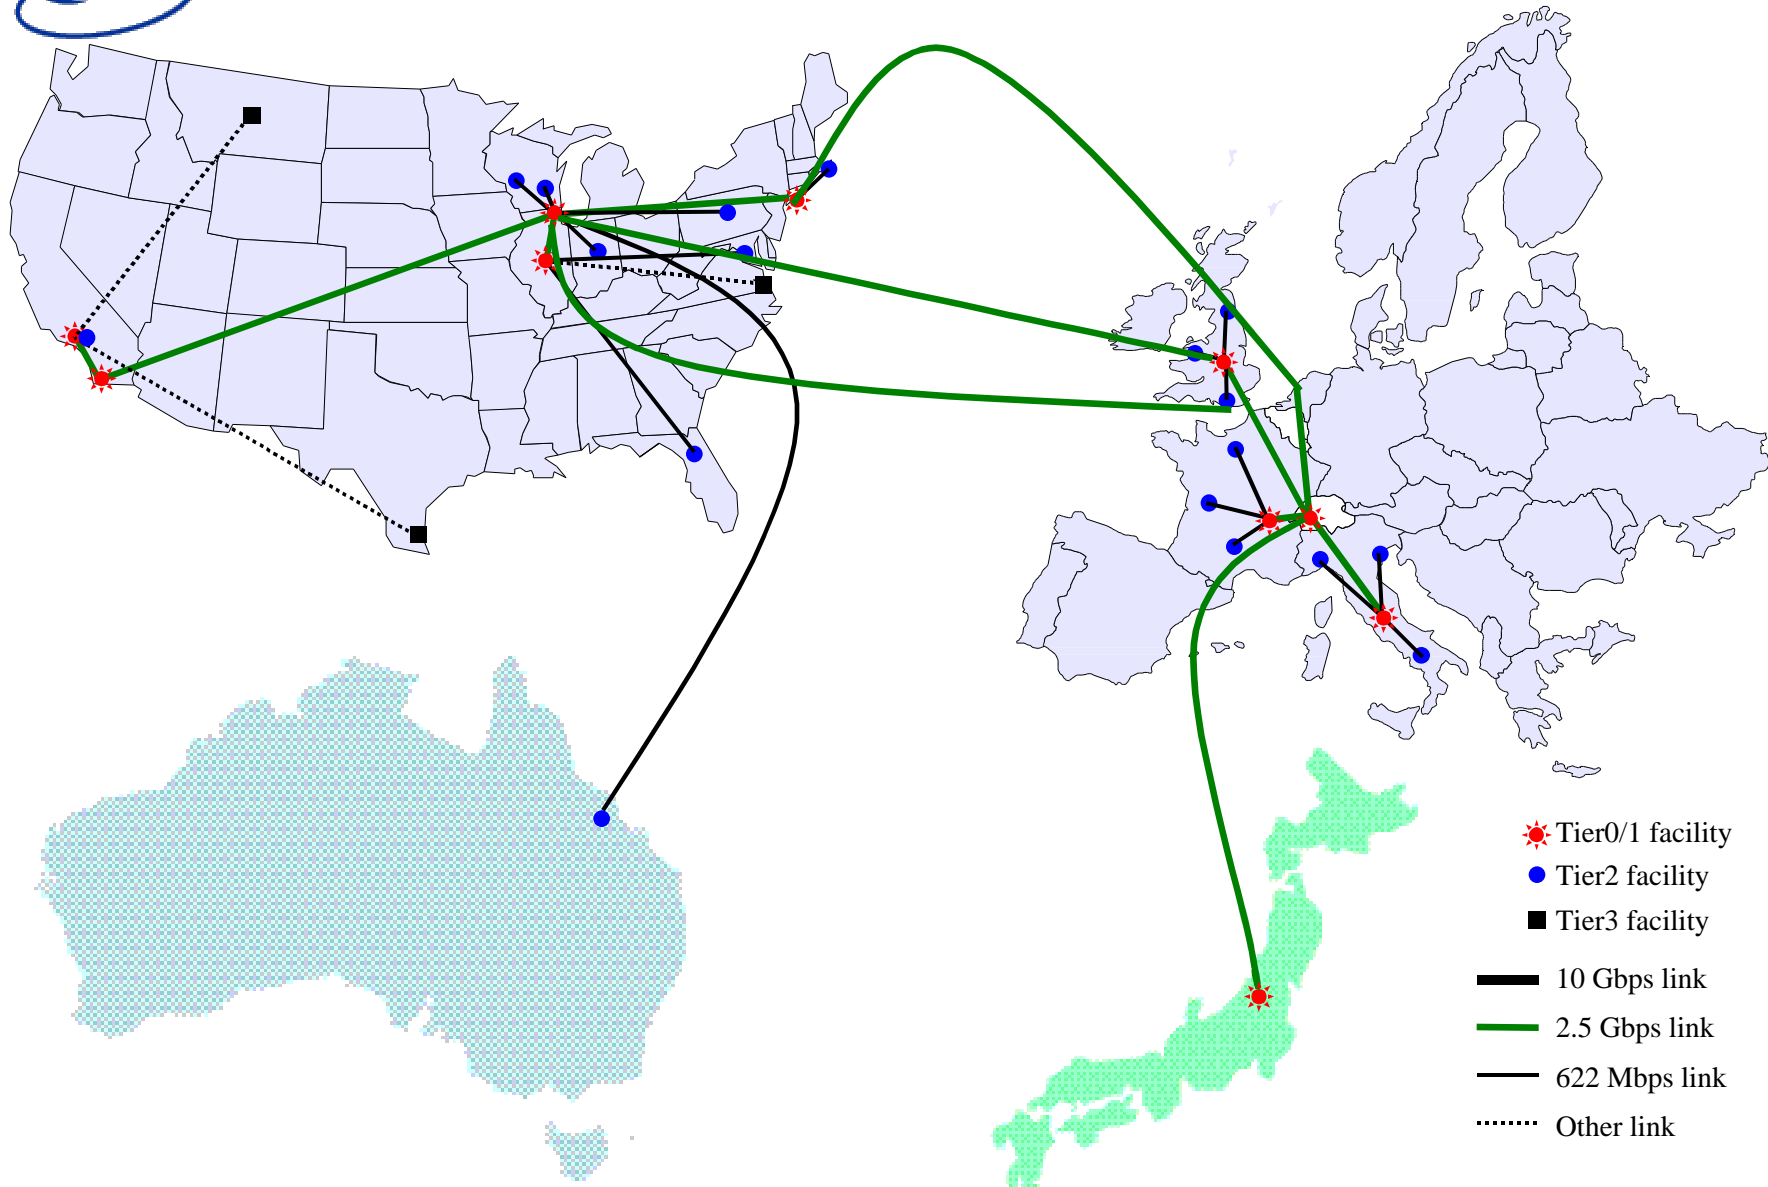 Tier0/1 facility
Tier2 facility
Tier3 facility
10 Gbps link
2.5 Gbps link
622 Mbps link
Other link